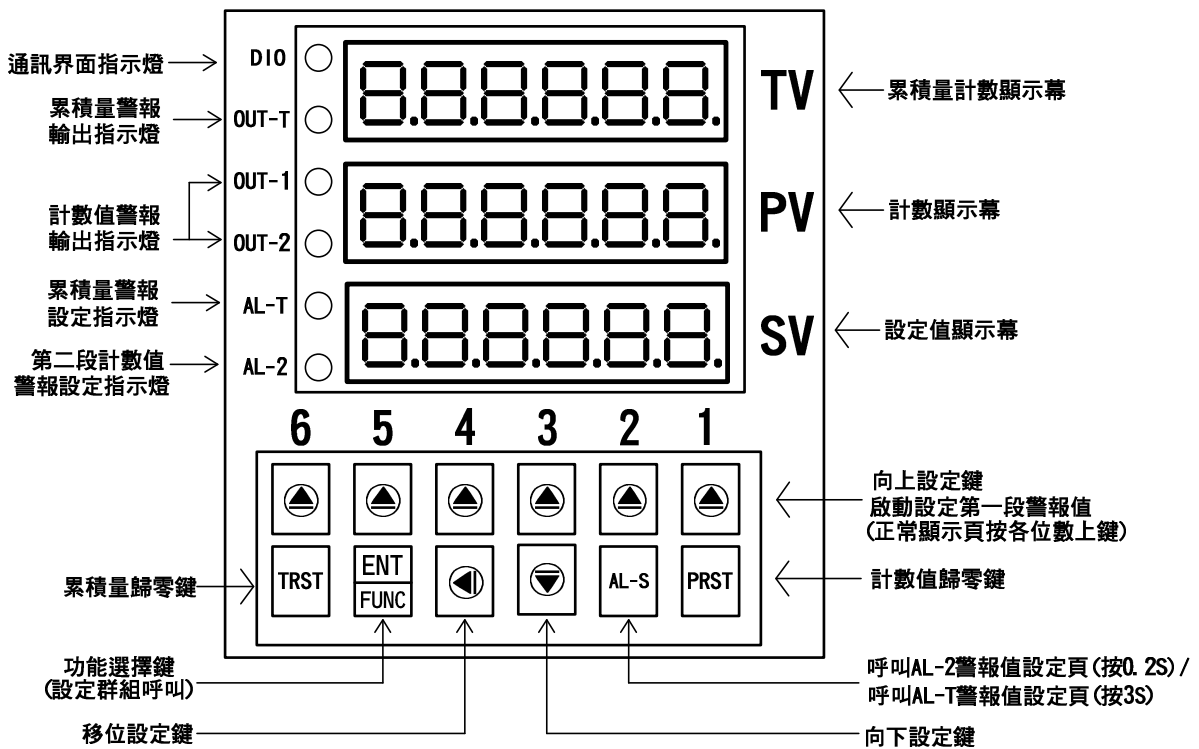 通訊界面指示燈
DIO
TV
累積量計數顯示幕
累積量警報
輸出指示燈
OUT-T
OUT-1
計數值警報
輸出指示燈
OUT-2
PV
計數顯示幕
累積量警報
設定指示燈
AL-T
SV
設定值顯示幕
第二段計數值
警報設定指示燈
AL-2
6 5 4 3 2 1
向上設定鍵
啟動設定第一段警報值
(正常顯示頁按各位數上鍵)
累積量歸零鍵
TRST
ENT
FUNC
AL-S
PRST
計數值歸零鍵
功能選擇鍵
(設定群組呼叫)
呼叫AL-2警報值設定頁(按0.2S)/
呼叫AL-T警報值設定頁(按3S)
移位設定鍵
向下設定鍵